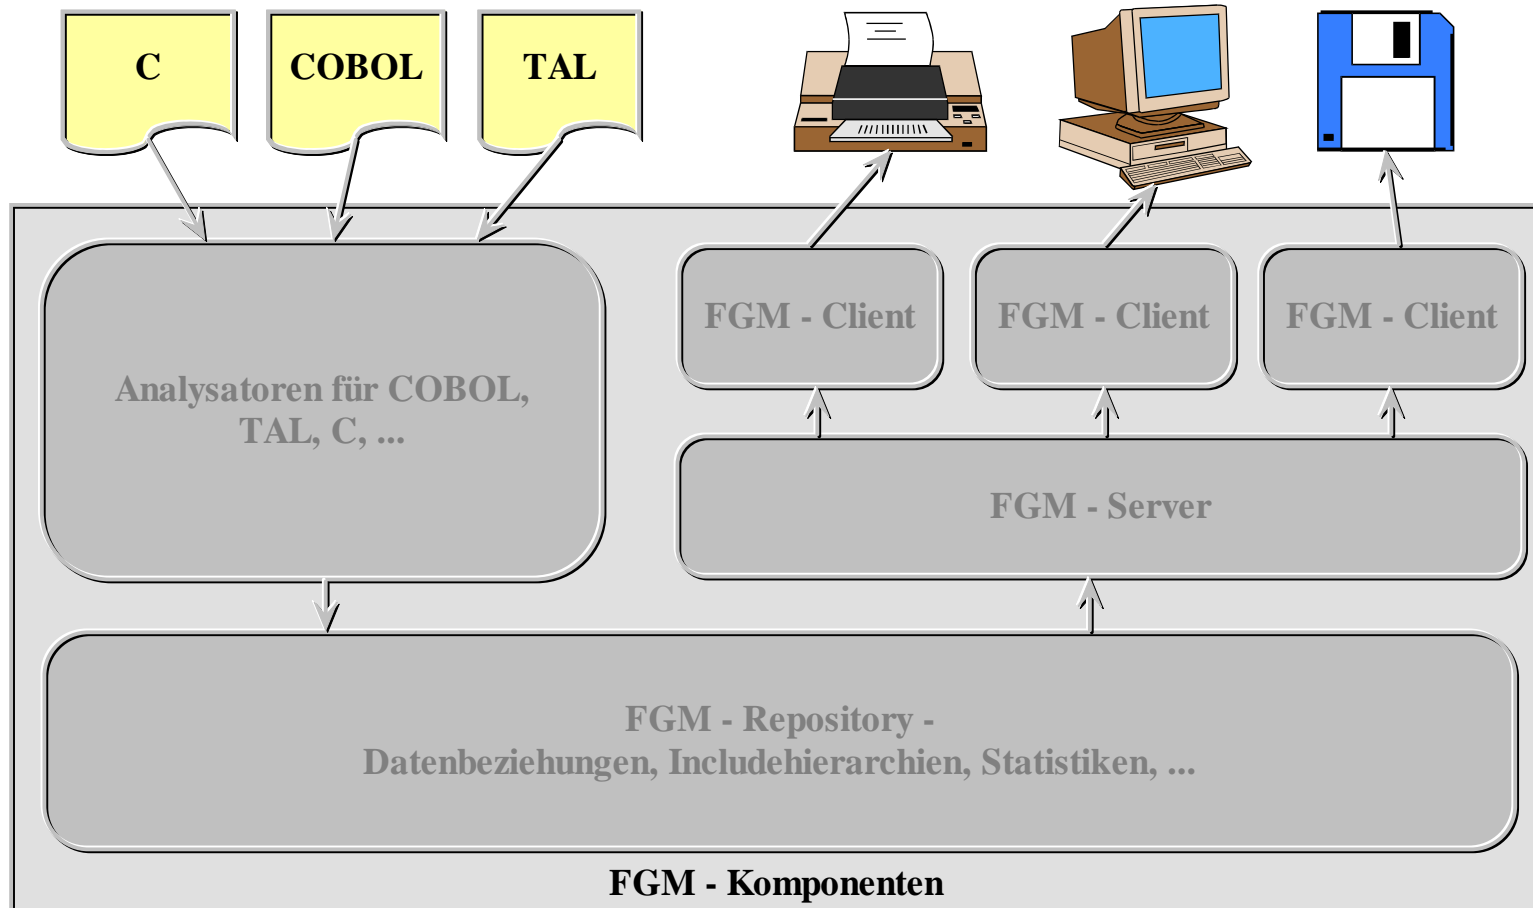 C
COBOL
TAL
FGM - Client
FGM - Client
FGM - Client
Analysatoren für COBOL,
TAL, C, ...
FGM - Server
FGM - Repository -
Datenbeziehungen, Includehierarchien, Statistiken, ...
FGM - Komponenten